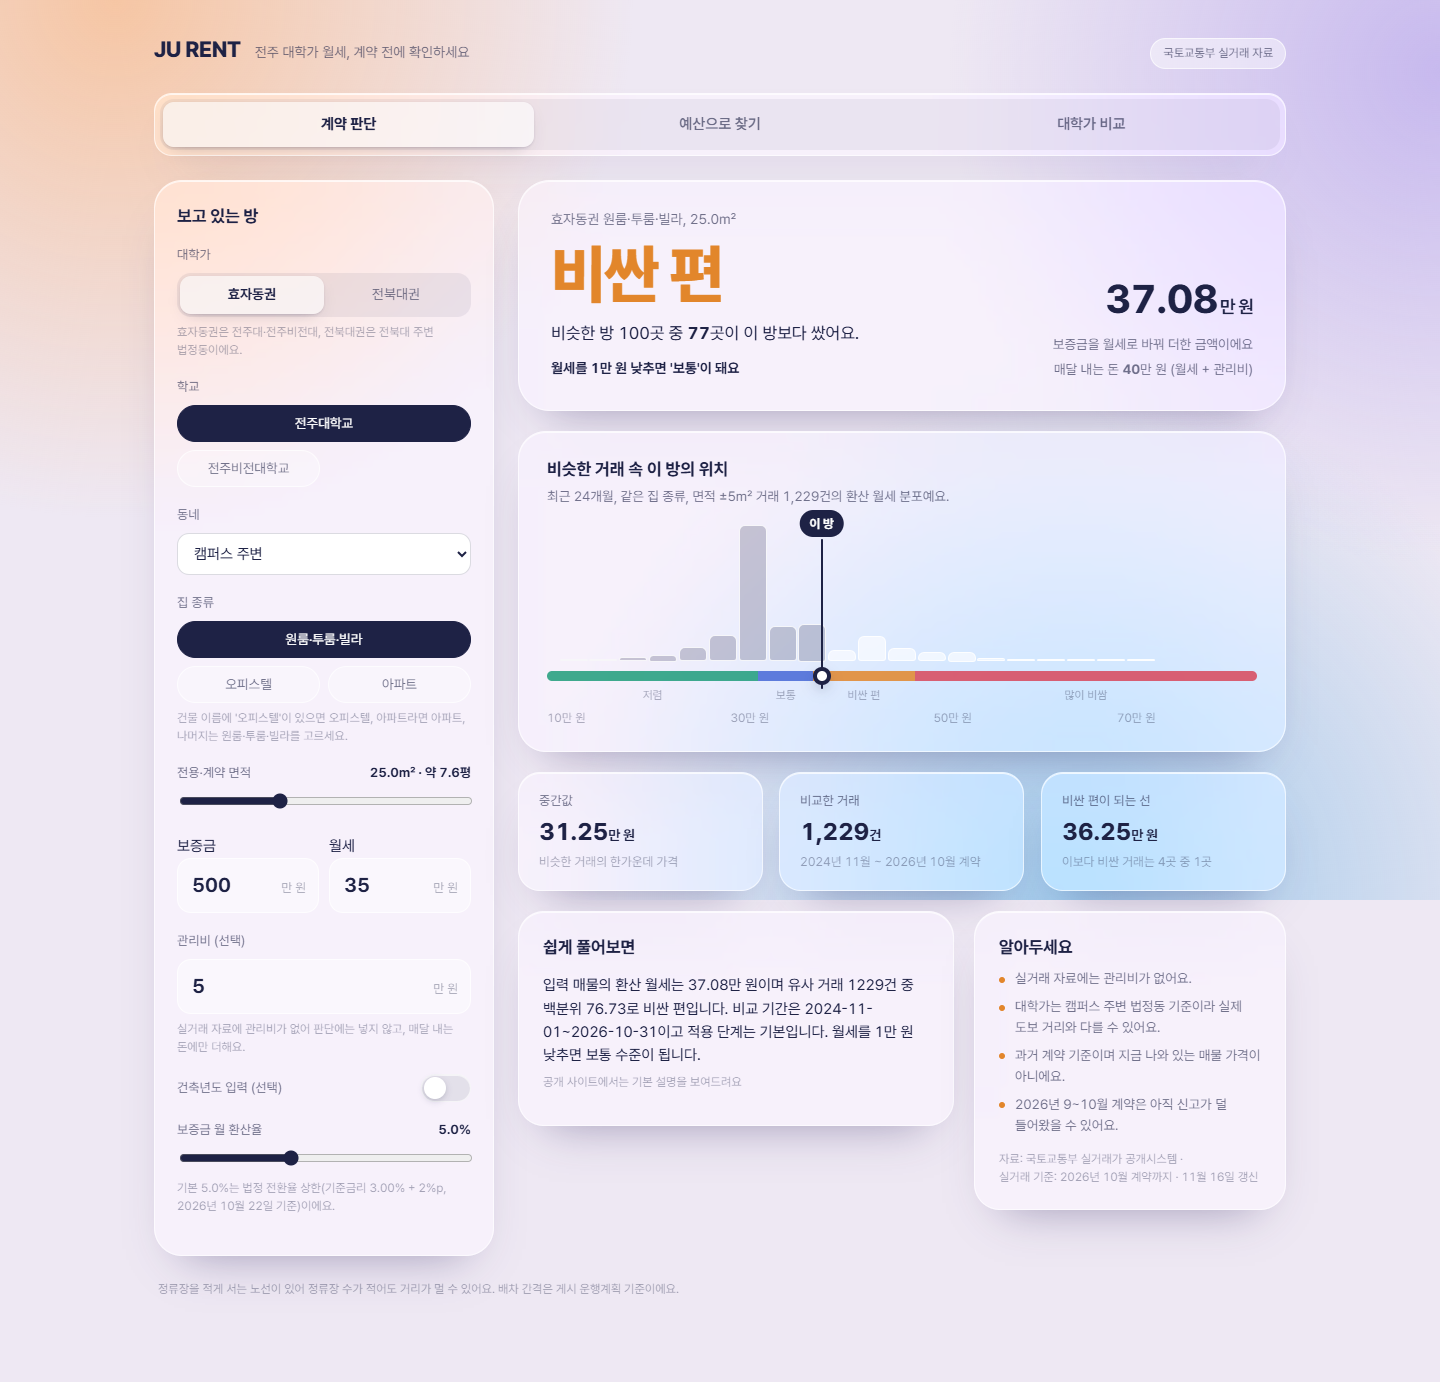 JU RENT
전주 대학가 월세, 계약 전에 확인하세요
국토교통부 실거래 자료
계약 판단
예산으로 찾기
대학가 비교
보고 있는 방
대학가
효자동권
전북대권
효자동권은 전주대·전주비전대, 전북대권은 전북대 주변
법정동이에요.
학교
전주대학교
전주비전대학교
동네
캠퍼스 주변
집 종류
원룸·투룸·빌라
오피스텔
아파트
건물 이름에 '오피스텔'이 있으면 오피스텔, 아파트라면 아파트,
나머지는 원룸·투룸·빌라를 고르세요.
전용·계약 면적
25.0m² · 약 7.6평
보증금
월세
500
만 원
35
만 원
관리비 (선택)
5
만 원
실거래 자료에 관리비가 없어 판단에는 넣지 않고, 매달 내는
돈에만 더해요.
건축년도 입력 (선택)
보증금 월 환산율
5.0%
기본 5.0%는 법정 전환율 상한(기준금리 3.00% + 2%p,
2026년 10월 22일 기준)이에요.
효자동권 원룸·투룸·빌라, 25.0m²
비싼 편
비슷한 방 100곳 중 77곳이 이 방보다 쌌어요.
월세를 1만 원 낮추면 '보통'이 돼요
37.08만 원
보증금을 월세로 바꿔 더한 금액이에요
매달 내는 돈 40만 원 (월세 + 관리비)
비슷한 거래 속 이 방의 위치
최근 24개월, 같은 집 종류, 면적 ±5m² 거래 1,229건의 환산 월세 분포예요.
이 방
저렴
보통
비싼 편
많이 비쌈
10만 원
30만 원
50만 원
70만 원
중간값
31.25만 원
비슷한 거래의 한가운데 가격
비교한 거래
1,229건
2024년 11월 ~ 2026년 10월 계약
비싼 편이 되는 선
36.25만 원
이보다 비싼 거래는 4곳 중 1곳
쉽게 풀어보면
입력 매물의 환산 월세는 37.08만 원이며 유사 거래 1229건 중
백분위 76.73로 비싼 편입니다. 비교 기간은 2024-11-
01~2026-10-31이고 적용 단계는 기본입니다. 월세를 1만 원
낮추면 보통 수준이 됩니다.
공개 사이트에서는 기본 설명을 보여드려요
알아두세요
실거래 자료에는 관리비가 없어요.
대학가는 캠퍼스 주변 법정동 기준이라 실제
도보 거리와 다를 수 있어요.
과거 계약 기준이며 지금 나와 있는 매물 가격이
아니에요.
2026년 9~10월 계약은 아직 신고가 덜
들어왔을 수 있어요.
자료: 국토교통부 실거래가 공개시스템 ·
실거래 기준: 2026년 10월 계약까지 · 11월 16일 갱신
정류장을 적게 서는 노선이 있어 정류장 수가 적어도 거리가 멀 수 있어요. 배차 간격은 게시 운행계획 기준이에요.